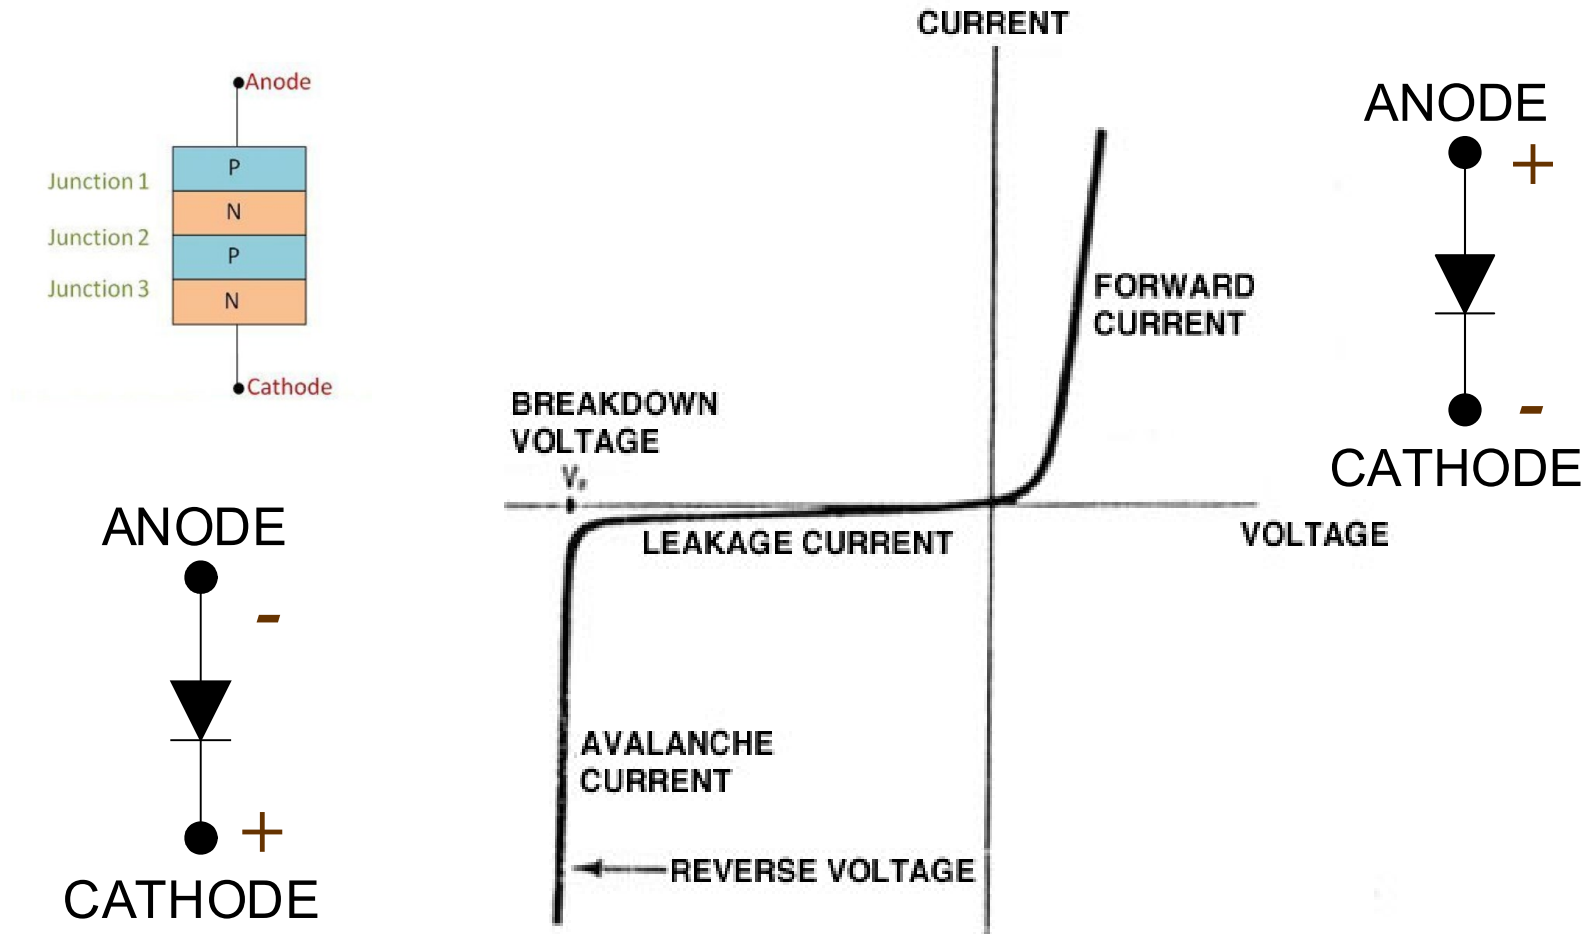 CURRENT
Anode
P
Junction 1
N
Junction 2
P
Junction 3
N
Cathode
ANODE
+
FORWARD
CURRENT
-
CATHODE
BREAKDOWN
VOLTAGE
LEAKAGE CURRENT
VOLTAGE
ANODE
-
AVALANCHE
CURRENT
+
REVERSE VOLTAGE
CATHODE